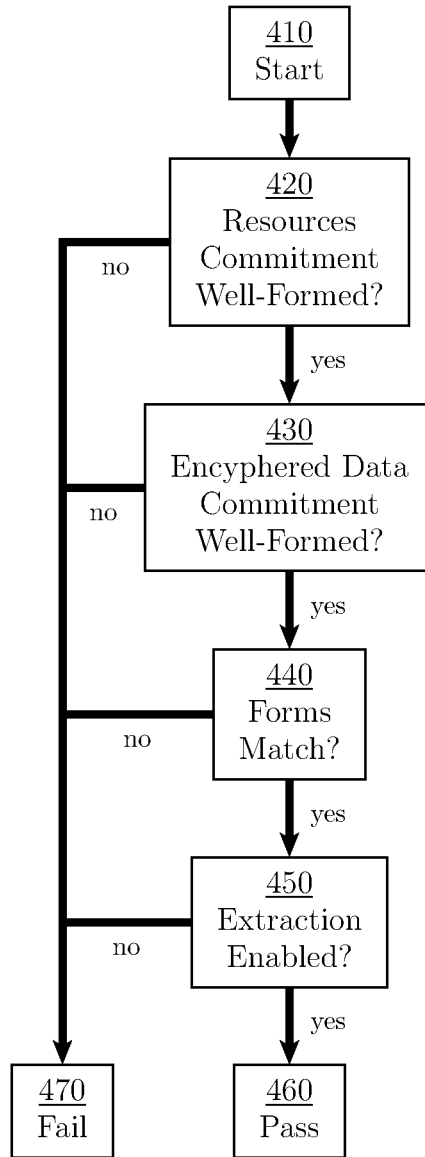 410
Start
420
Resources
Commitment
Well-Formed?
no
yes
430
Encyphered Data
Commitment
Well-Formed?
no
yes
440
Forms
Match?
no
yes
450
Extraction
Enabled?
no
yes
470
Fail
460
Pass